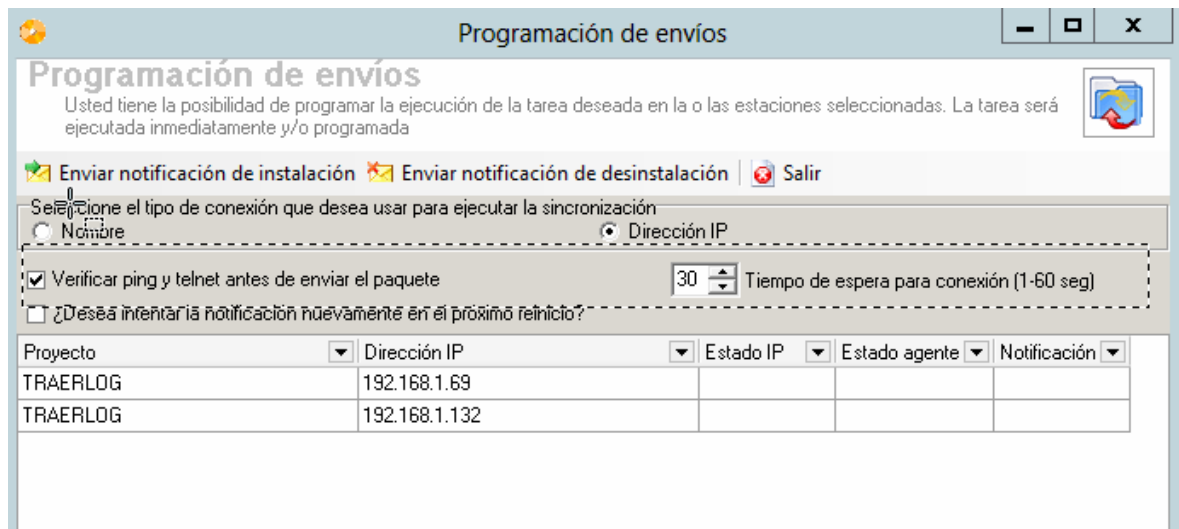 Programación de envíos
Programación de envíos
Usted tiene la posibilidad de programar la ejecución de la tarea deseada en la o las estaciones seleccionadas. La tarea será
ejecutada inmediatamente y/o programada
Enviar notificación de instalación Enviar notificación de desinstalación Salir
Seleccione el tipo de conexión que desea usar para ejecutar la sincronización
Nombre Dirección IP
Verificar ping y telnet antes de enviar el paquete 30 Tiempo de espera para conexión (1-60 seg)
¿Desea intentar la notificación nuevamente en el próximo reinicio?
Proyecto Dirección IP Estado IP Estado agente Notificación
TRAERLOG 192.168.1.69
TRAERLOG 192.168.1.132